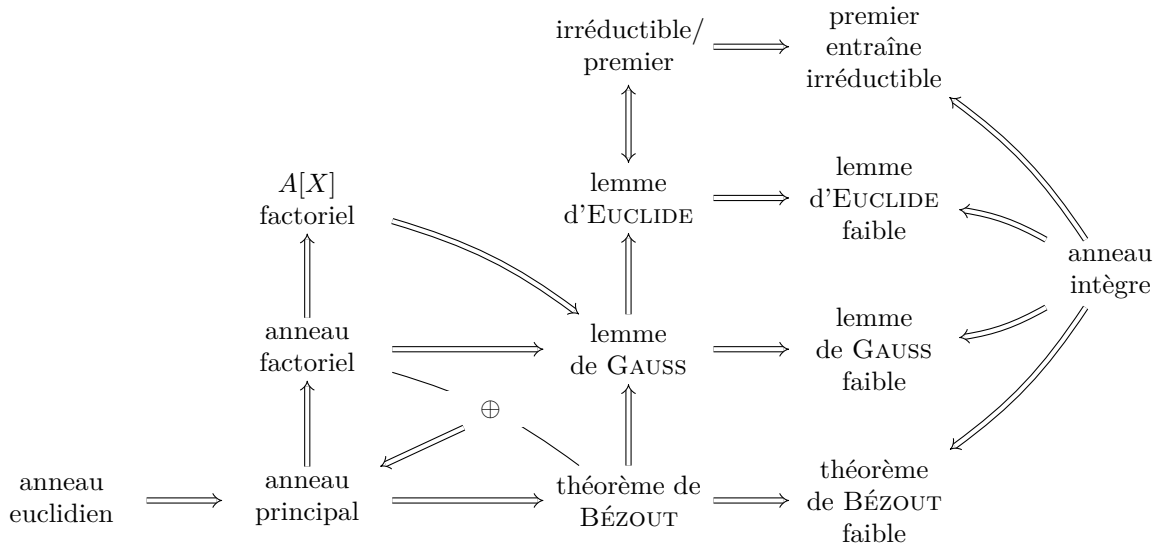 irréductible/
premier
premier
entraîne
irréductible
A[X]
factoriel
lemme
d'EUCLIDE
lemme
d'EUCLIDE
faible
anneau
intègre
anneau
factoriel
lemme
de GAUSS
lemme
de GAUSS
faible
⊕
anneau
euclidien
anneau
principal
théorème de
BÉZOUT
théorème
de BÉZOUT
faible